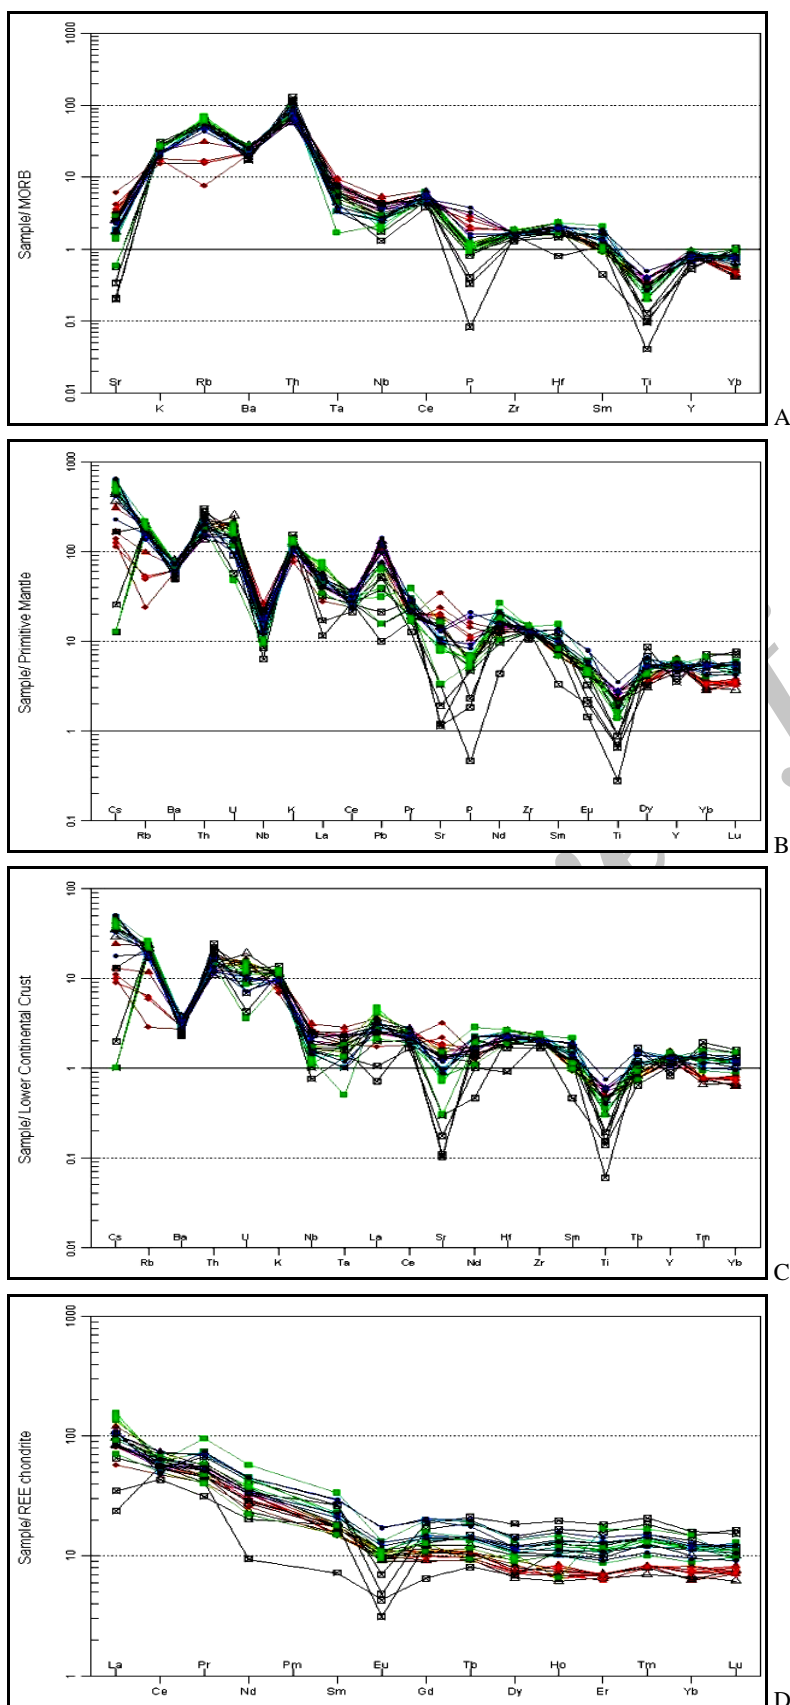 1000
100
10
1
0.1
0.01
Sample/ MORB
Sr Rb Th Nb P Hf Ti Yb
K Ba Ta Ce Zr Sm Y
A
1000
100
10
1
0.1
Sample/ Primitive Mantle
Cs Ba U K Ce Pr P Zr Eu Dy Yb
Rb Th Nb La Pb Sr Nd Sm Ti Y Lu
B
100
10
1
0.1
0.01
Sample/ Lower Continental Crust
Cs Ba U Nb La Sr Hf Sm Tb Tm
Rb Th K Ta Ce Nd Zr Ti Y Yb
C
1000
100
10
1
Sample/ REE chondrite
La Pr Pm Eu Tb Ho Tm Lu
Ce Nd Sm Gd Dy Er Yb
D